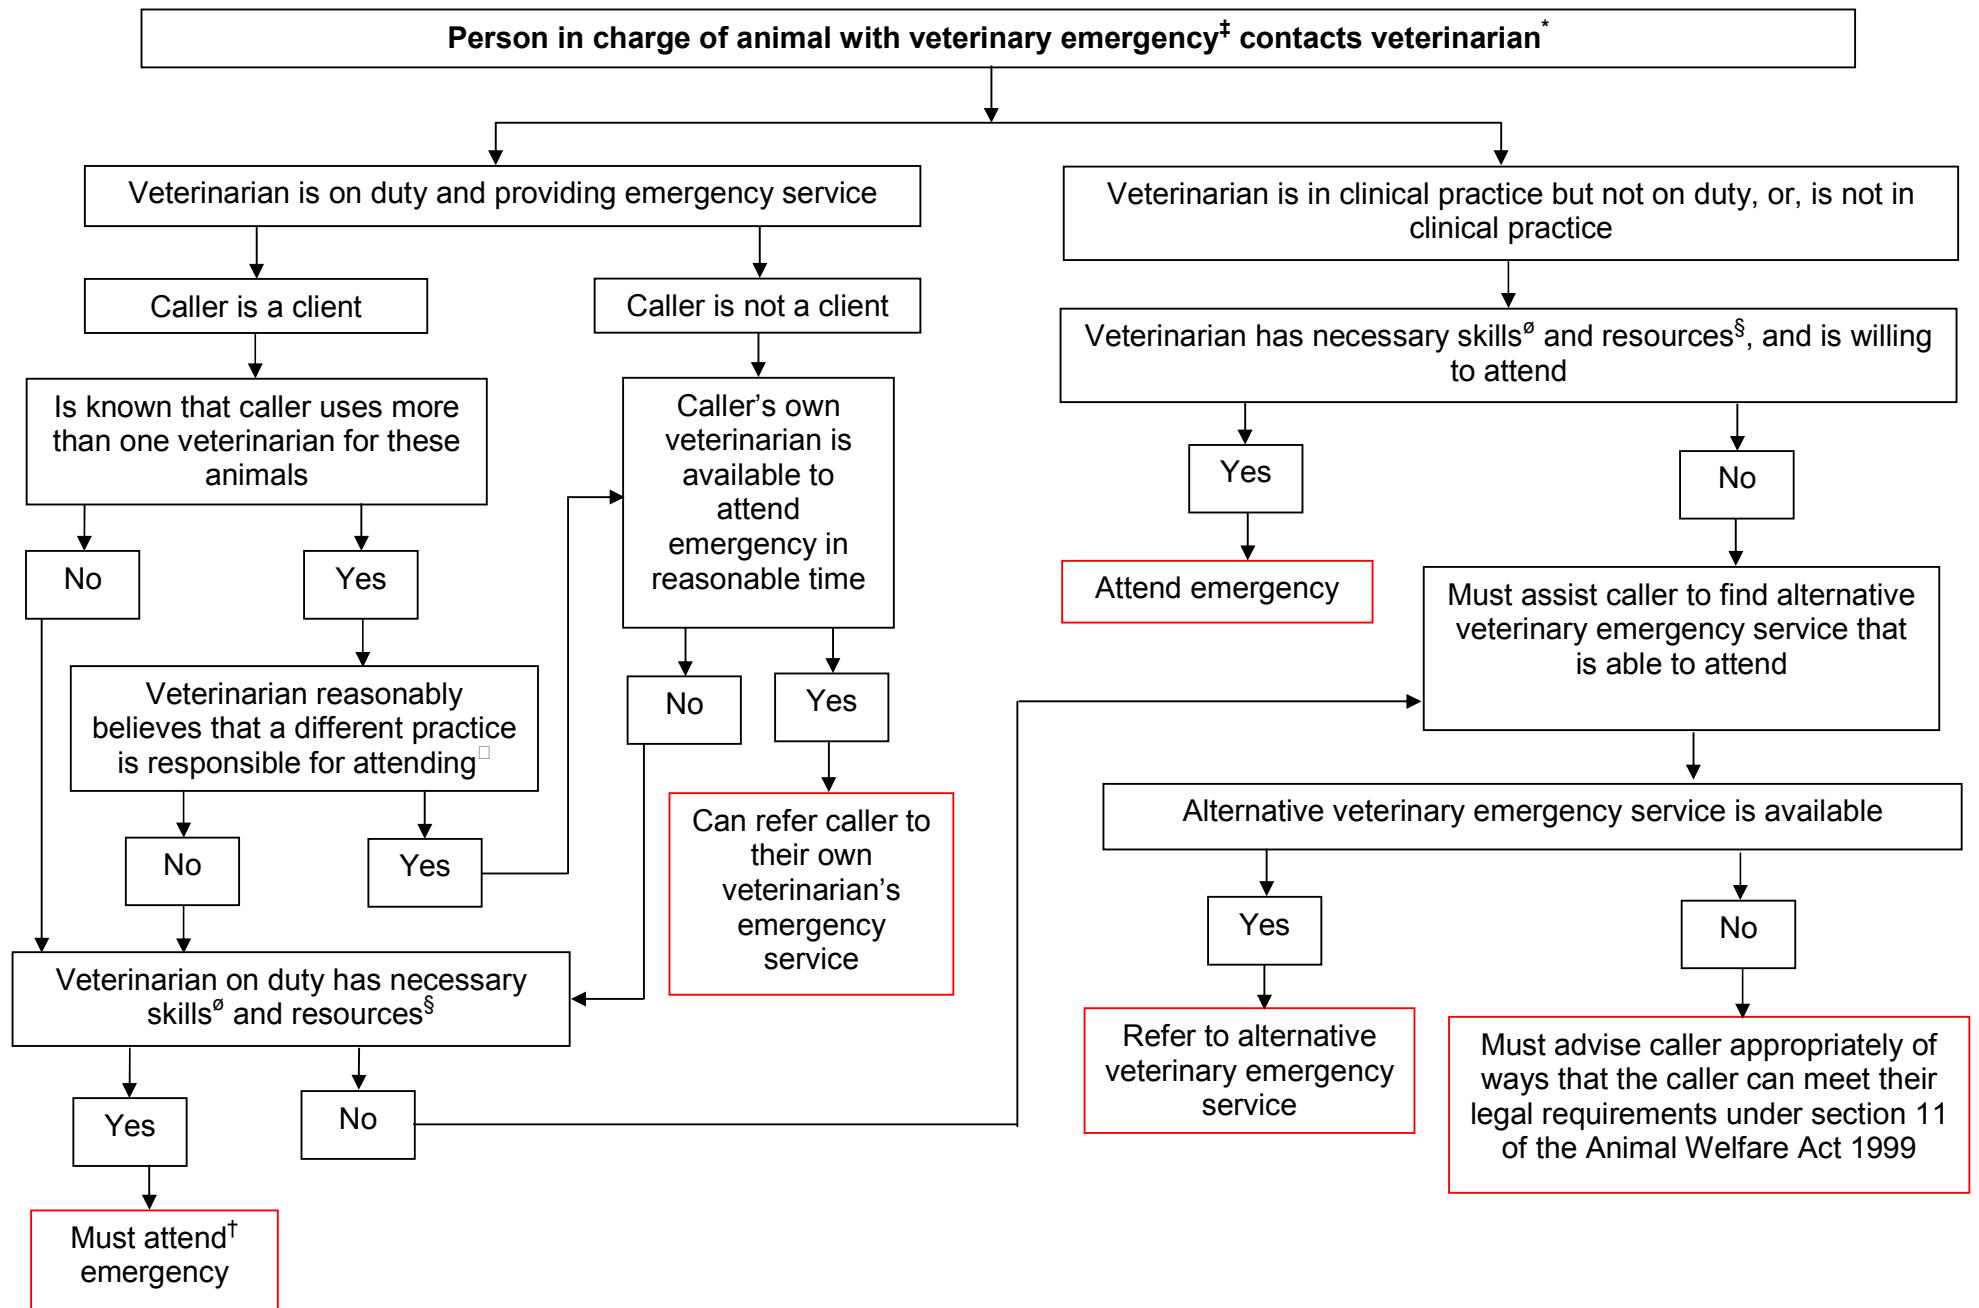 Person in charge of animal with veterinary emergency‡ contacts veterinarian*
Veterinarian is on duty and providing emergency service
Veterinarian is in clinical practice but not on duty, or, is not in
clinical practice
Caller is a client
Caller is not a client
Veterinarian has necessary skillsø and resources§, and is willing
to attend
Is known that caller uses more
than one veterinarian for these
animals
Caller’s own
veterinarian is
available to
attend
emergency in
reasonable time
Yes
No
No
Yes
Attend emergency
Must assist caller to find alternative
veterinary emergency service that
is able to attend
Veterinarian reasonably
believes that a different practice
is responsible for attending□
No
Yes
No
Yes
Can refer caller to
their own
veterinarian’s
emergency
service
Alternative veterinary emergency service is available
Yes
No
Veterinarian on duty has necessary
skillsø and resources§
Refer to alternative
veterinary emergency
service
Must advise caller appropriately of
ways that the caller can meet their
legal requirements under section 11
of the Animal Welfare Act 1999
Yes
No
Must attend†
emergency